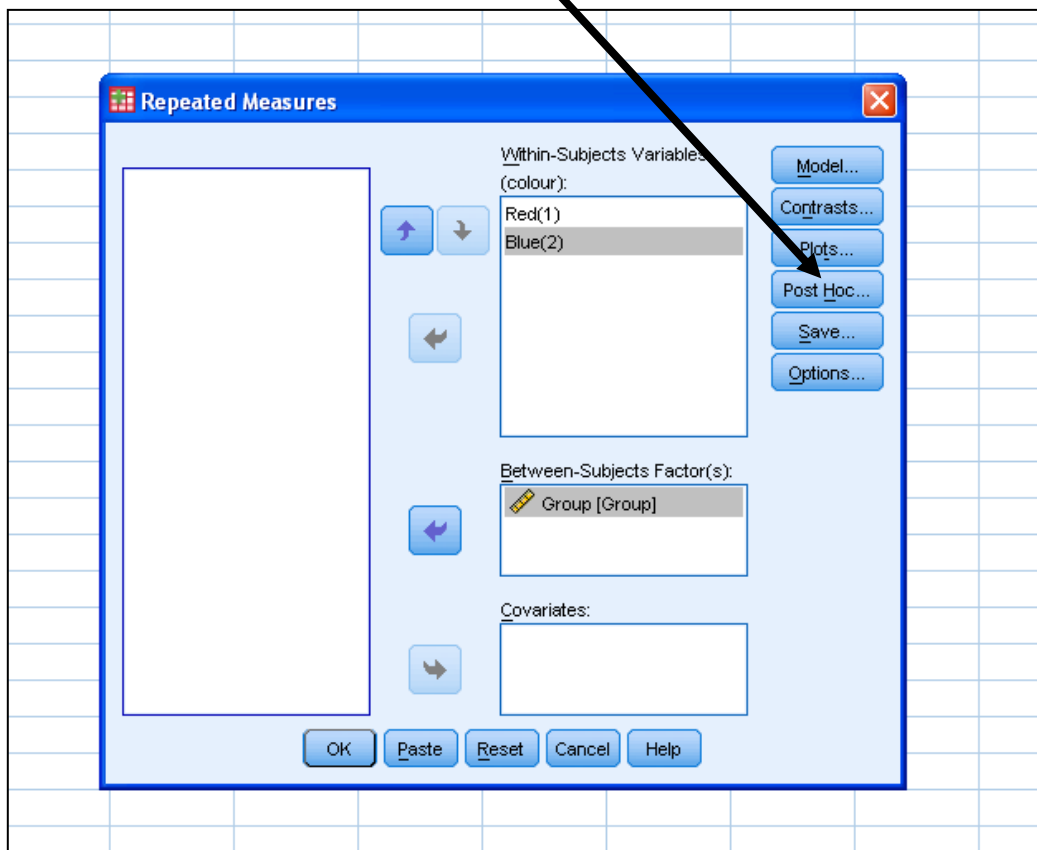 Repeated Measures
Within-Subjects Variables
(colour):
Red(1)
Blue(2)
Model...
Contrasts...
Plots...
Post Hoc...
Save...
Options...
Between-Subjects Factor(s):
Group [Group]
Covariates:
OK
Paste
Reset
Cancel
Help